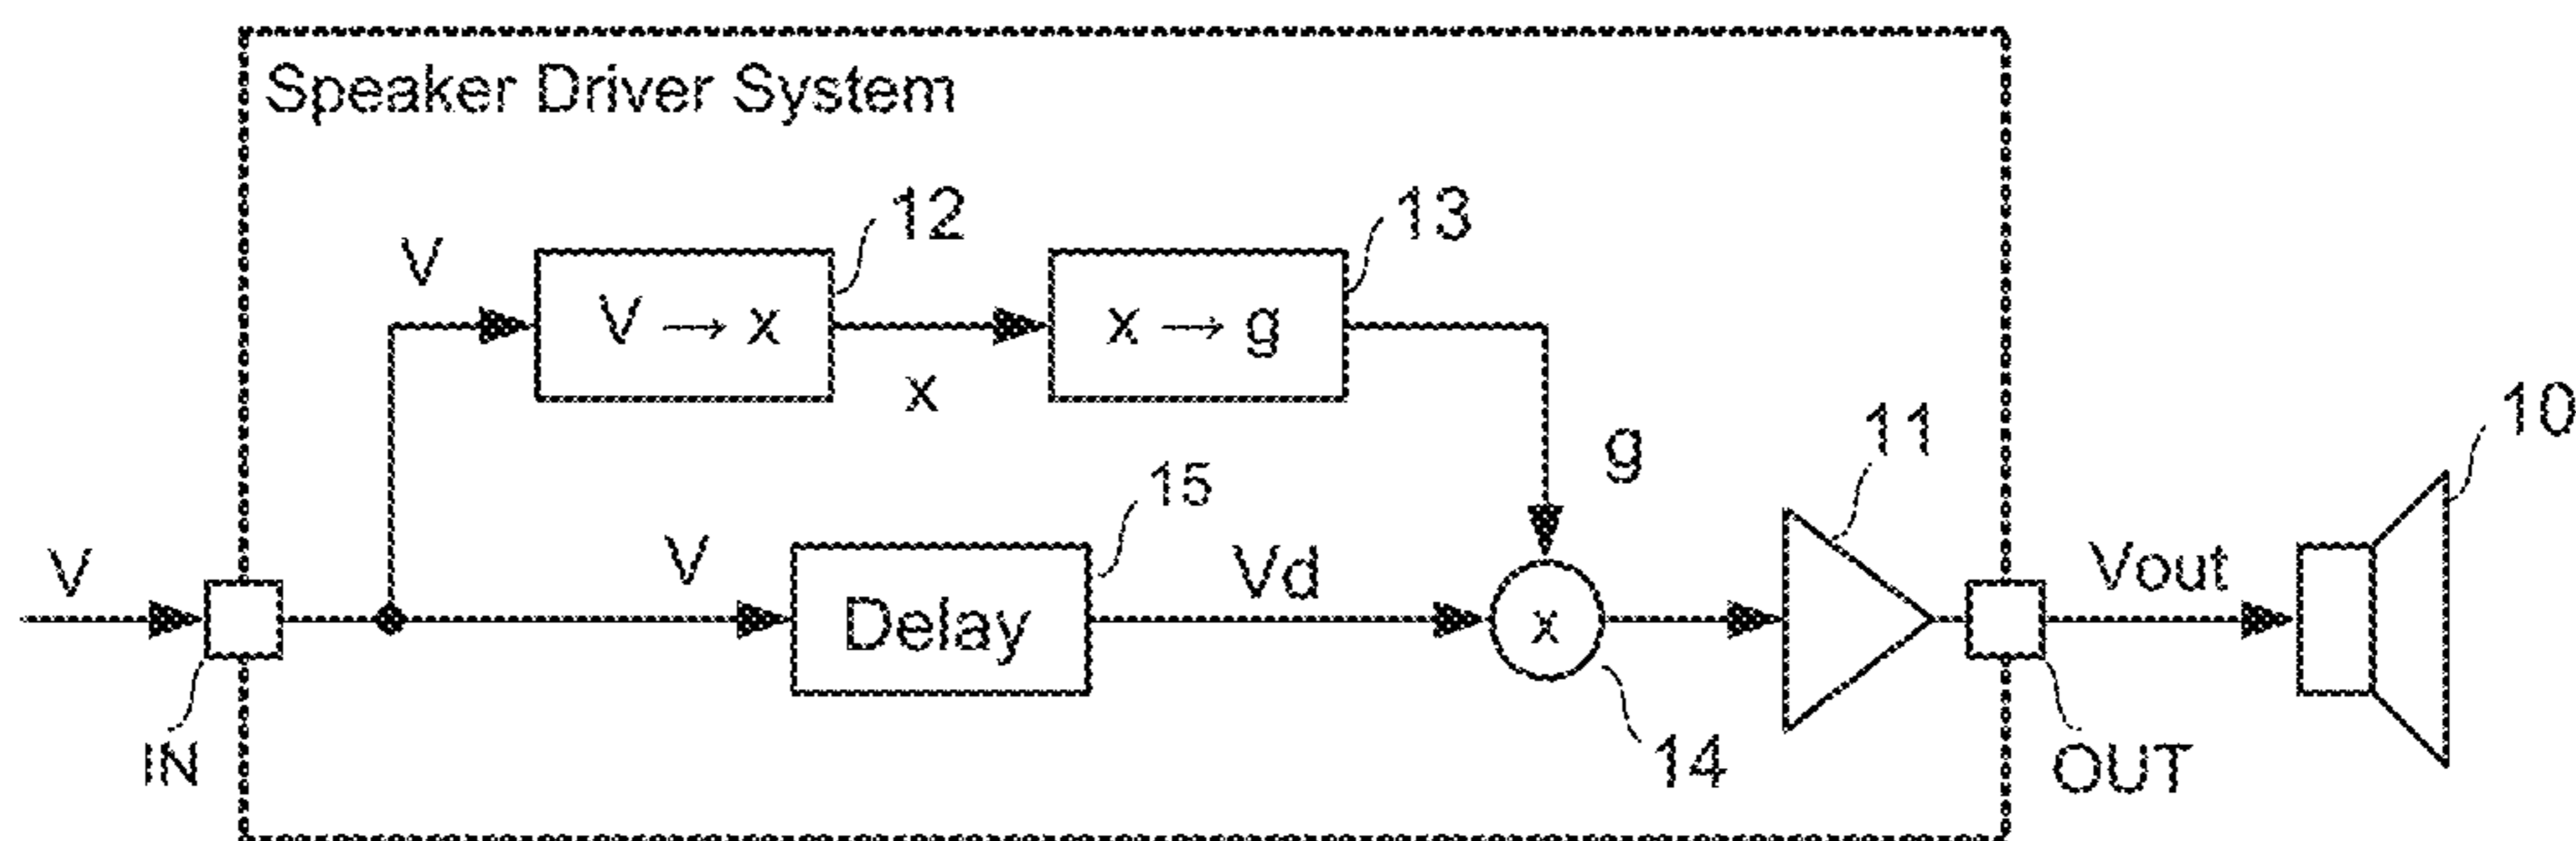 Speaker Driver System
12
13
V
V → x
x → g
x
10
11
g
15
V
V
Vd
Vout
Delay
x
IN
14
OUT